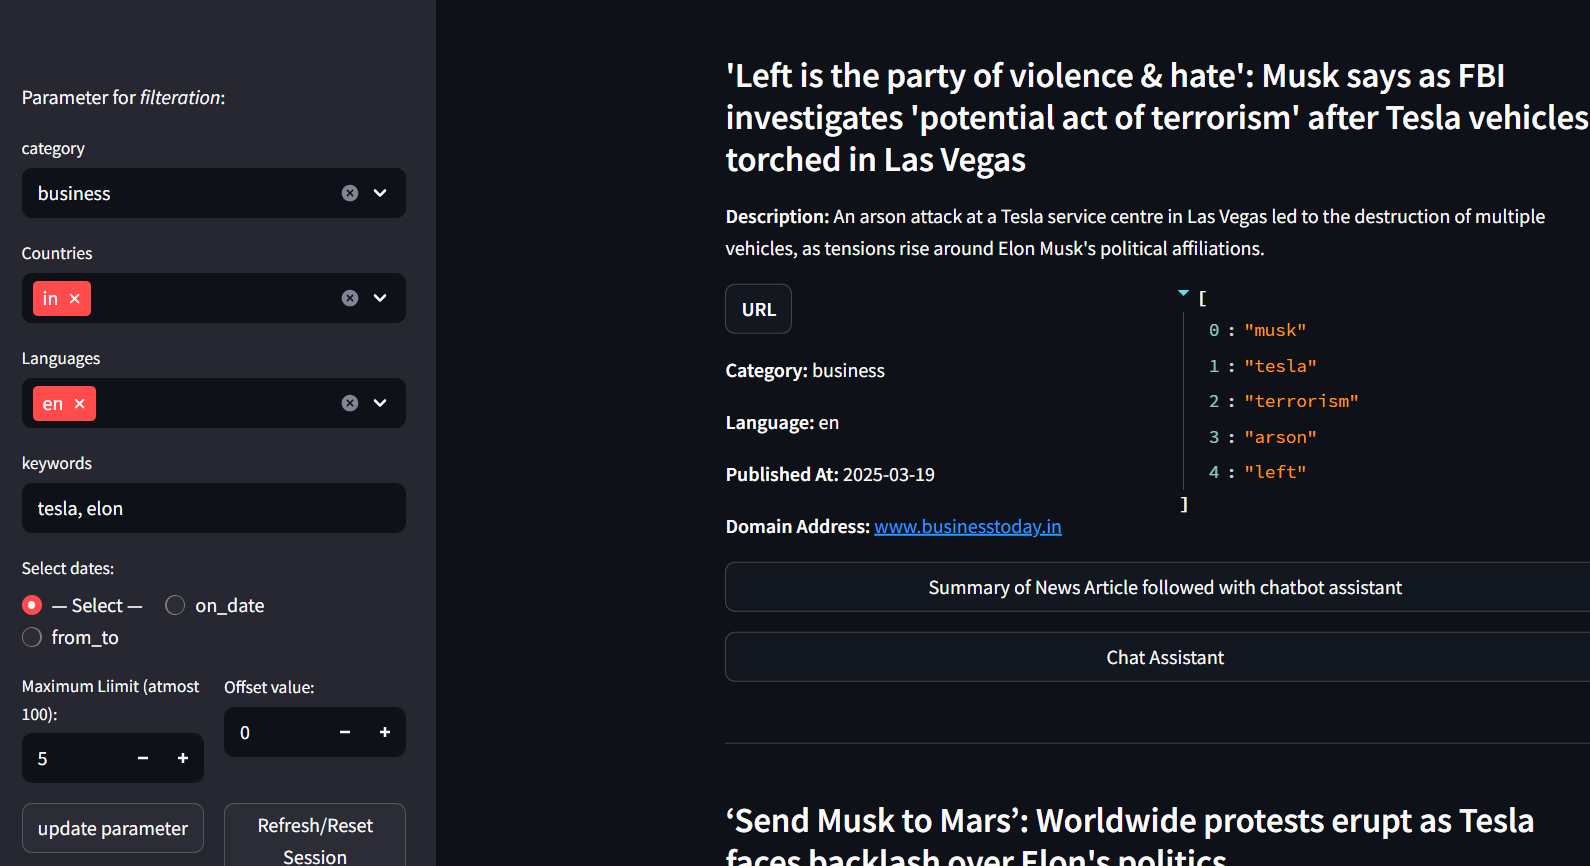 Parameter for filteration:
category
business
Countries
in ×
Languages
en ×
keywords
tesla, elon
Select dates:
— Select — on_date
from_to
Maximum Liimit (atmost
100):
Offset value:
5 − +
0 − +
update parameter
Refresh/Reset
Session
'Left is the party of violence & hate': Musk says as FBI
investigates 'potential act of terrorism' after Tesla vehicles
torched in Las Vegas
Description: An arson attack at a Tesla service centre in Las Vegas led to the destruction of multiple
vehicles, as tensions rise around Elon Musk's political affiliations.
URL
Category: business
Language: en
Published At: 2025-03-19
Domain Address: www.businesstoday.in
[
0 : "musk"
1 : "tesla"
2 : "terrorism"
3 : "arson"
4 : "left"
]
Summary of News Article followed with chatbot assistant
Chat Assistant
‘Send Musk to Mars’: Worldwide protests erupt as Tesla
faces backlash over Elon's politics